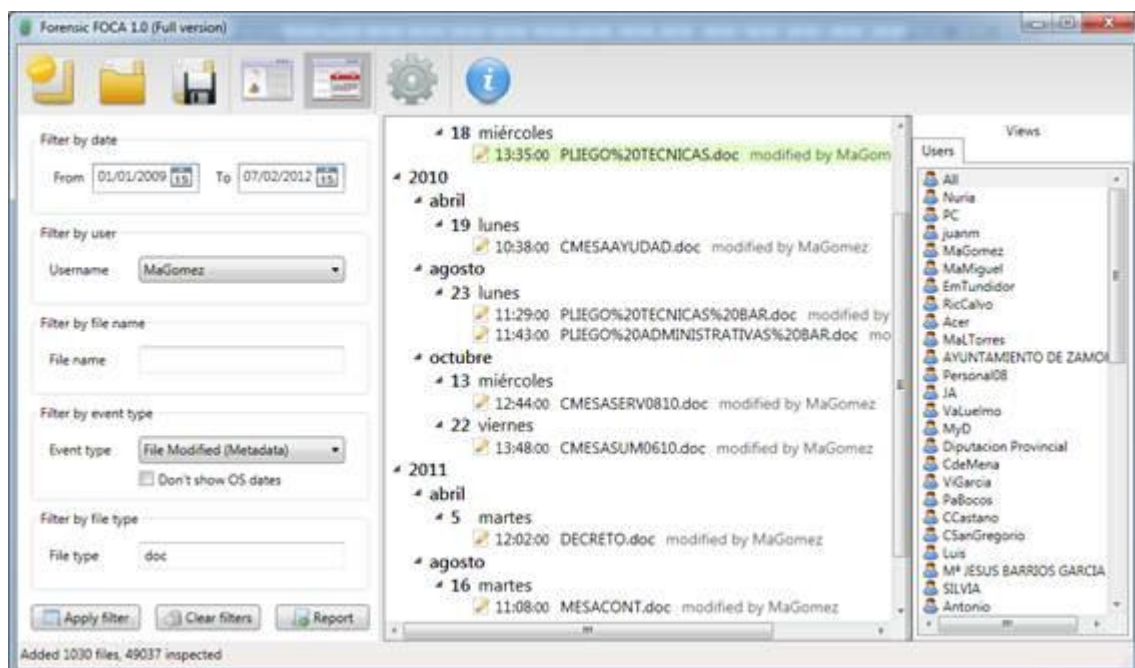 Forensic FOCA 1.0 (Full version)
Filter by date
From 01/01/2009 15 To 07/02/2012 15
Filter by user
Username MaGomez
Filter by file name
File name
Filter by event type
Event type File Modified (Metadata)
Don't show OS dates
Filter by file type
File type doc
Apply filter Clear filters Report
18 miércoles
13:35:00 PLIEGO%20TECNICAS.doc modified by MaGom
2010
abril
19 lunes
10:38:00 CMESAAYUDAD.doc modified by MaGomez
agosto
23 lunes
11:29:00 PLIEGO%20TECNICAS%20BAR.doc modified by
11:43:00 PLIEGO%20ADMINISTRATIVAS%20BAR.doc mo
octubre
13 miércoles
12:44:00 CMESASERV0810.doc modified by MaGomez
22 viernes
13:48:00 CMESASUM0610.doc modified by MaGomez
2011
abril
5 martes
12:02:00 DECRETO.doc modified by MaGomez
agosto
16 martes
11:08:00 MESACONT.doc modified by MaGomez
Views
Users
All
Nuria
PC
juanm
MaGomez
MaMiguel
EmTundidor
RicCalvo
Acer
MaLTorres
AYUNTAMIENTO DE ZAMO
Personal08
JA
VaLuelmo
MyD
Diputacion Provincial
CdeMena
ViGarcia
PaBocos
CCastano
CSanGregorio
Luis
Mª JESUS BARRIOS GARCIA
SILVIA
Antonio
Added 1030 files, 49037 inspected